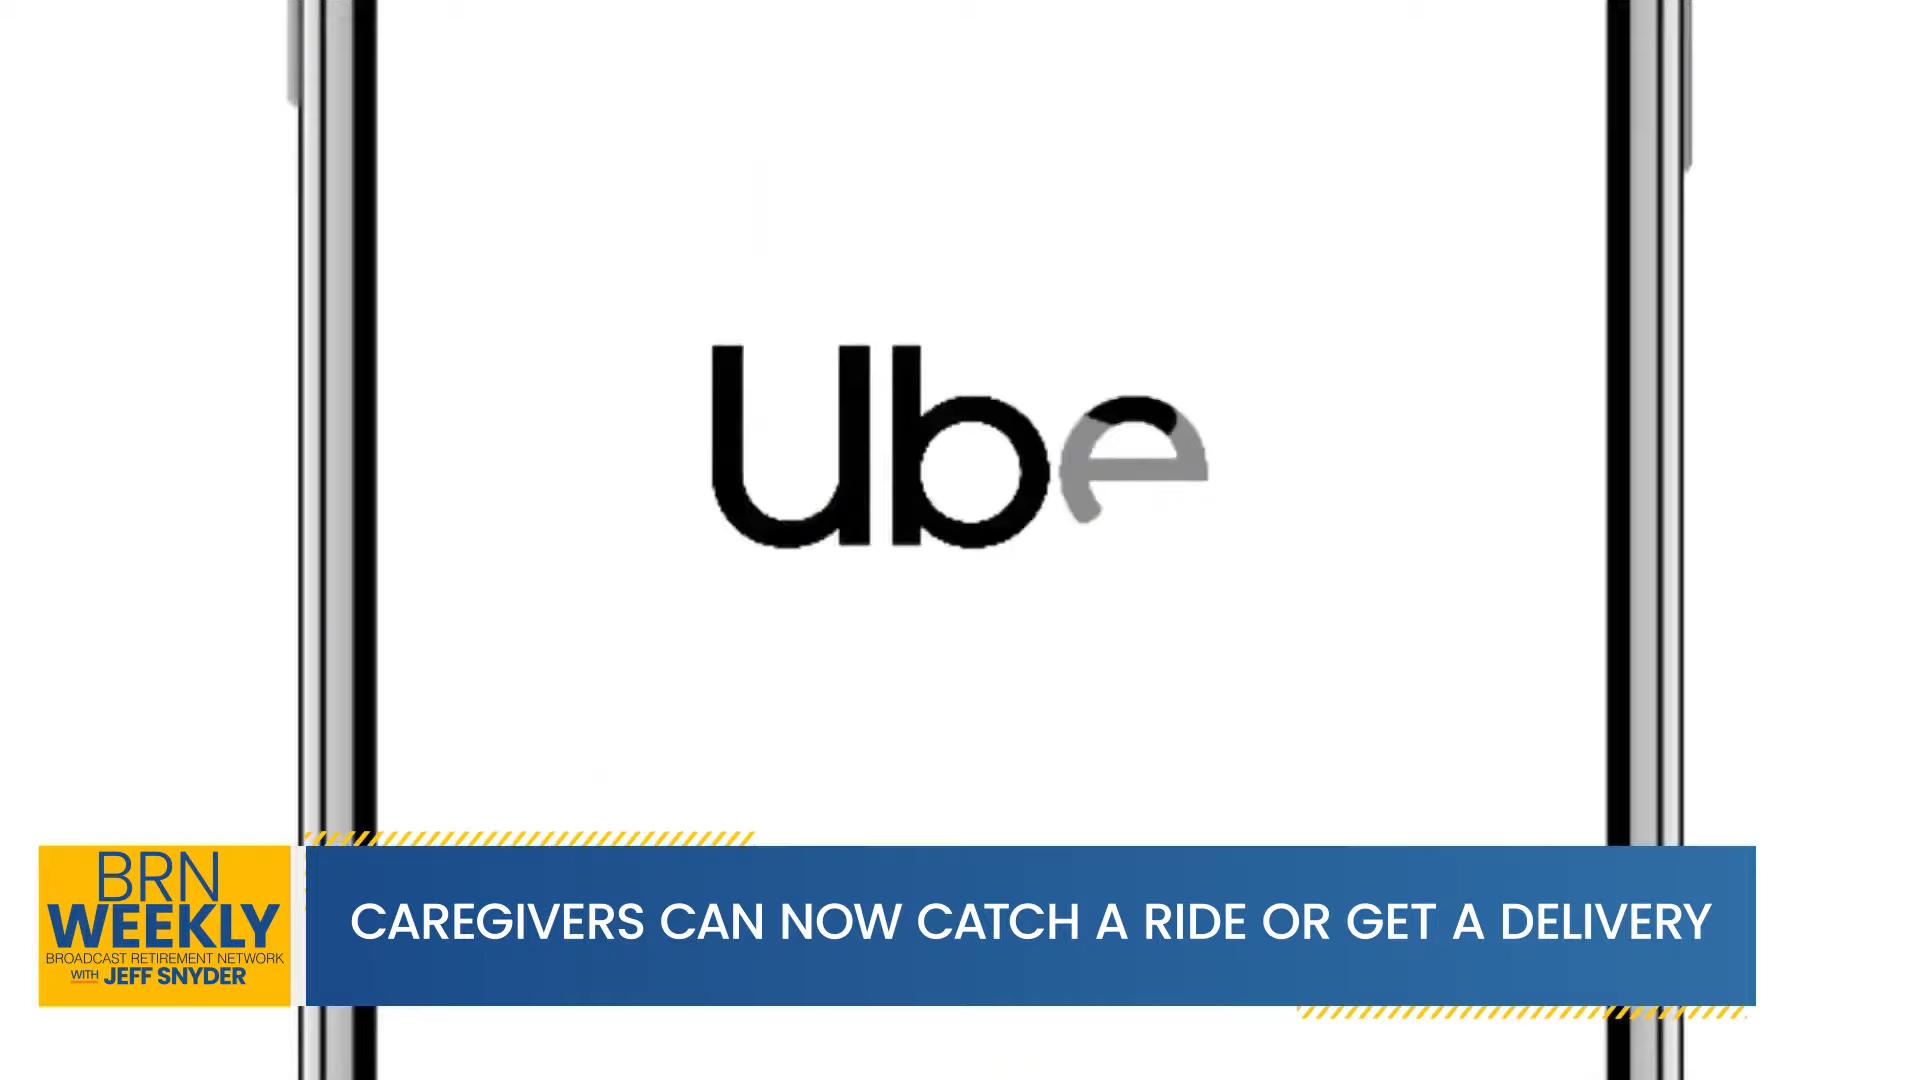 Ube
BRN
WEEKLY
BROADCAST RETIREMENT NETWORK
WITH JEFF SNYDER
CAREGIVERS CAN NOW CATCH A RIDE OR GET A DELIVERY